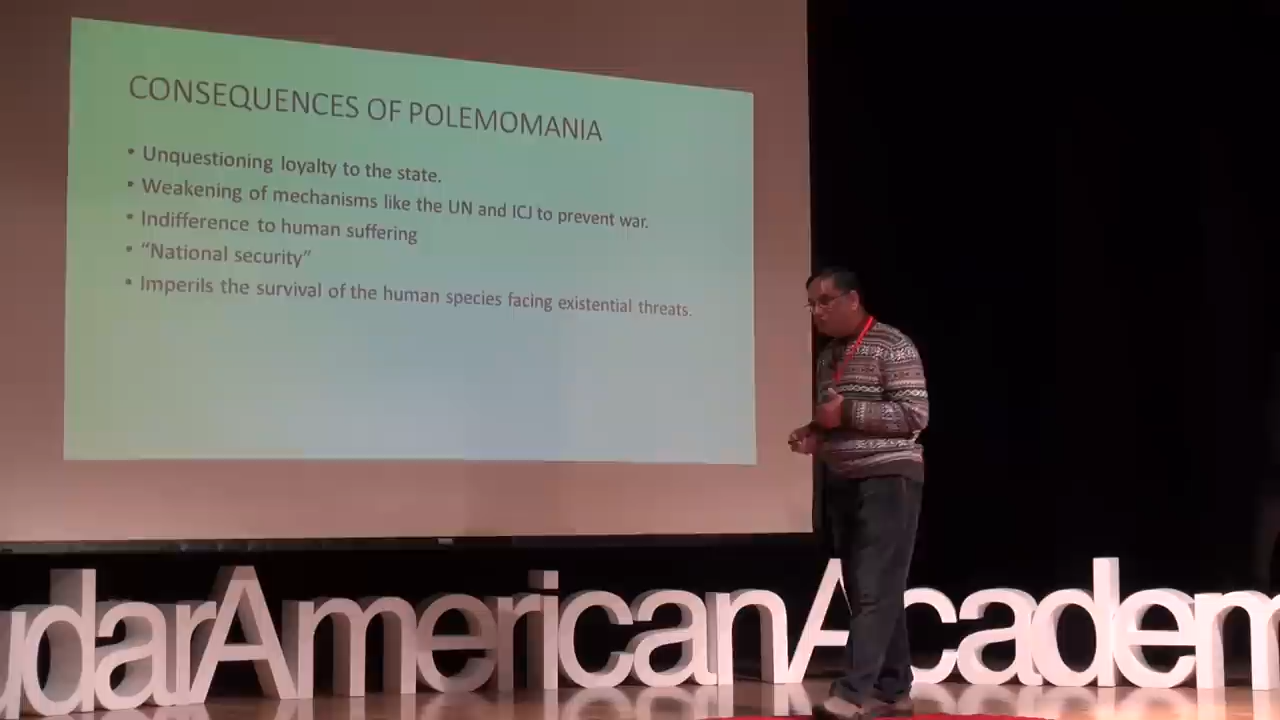 CONSEQUENCES OF POLEMOMANIA
• Unquestioning loyalty to the state.
• Weakening of mechanisms like the UN and ICJ to prevent war.
• Indifference to human suffering
• “National security”
• Imperils the survival of the human species facing existential threats.
udarAmericanAcadem